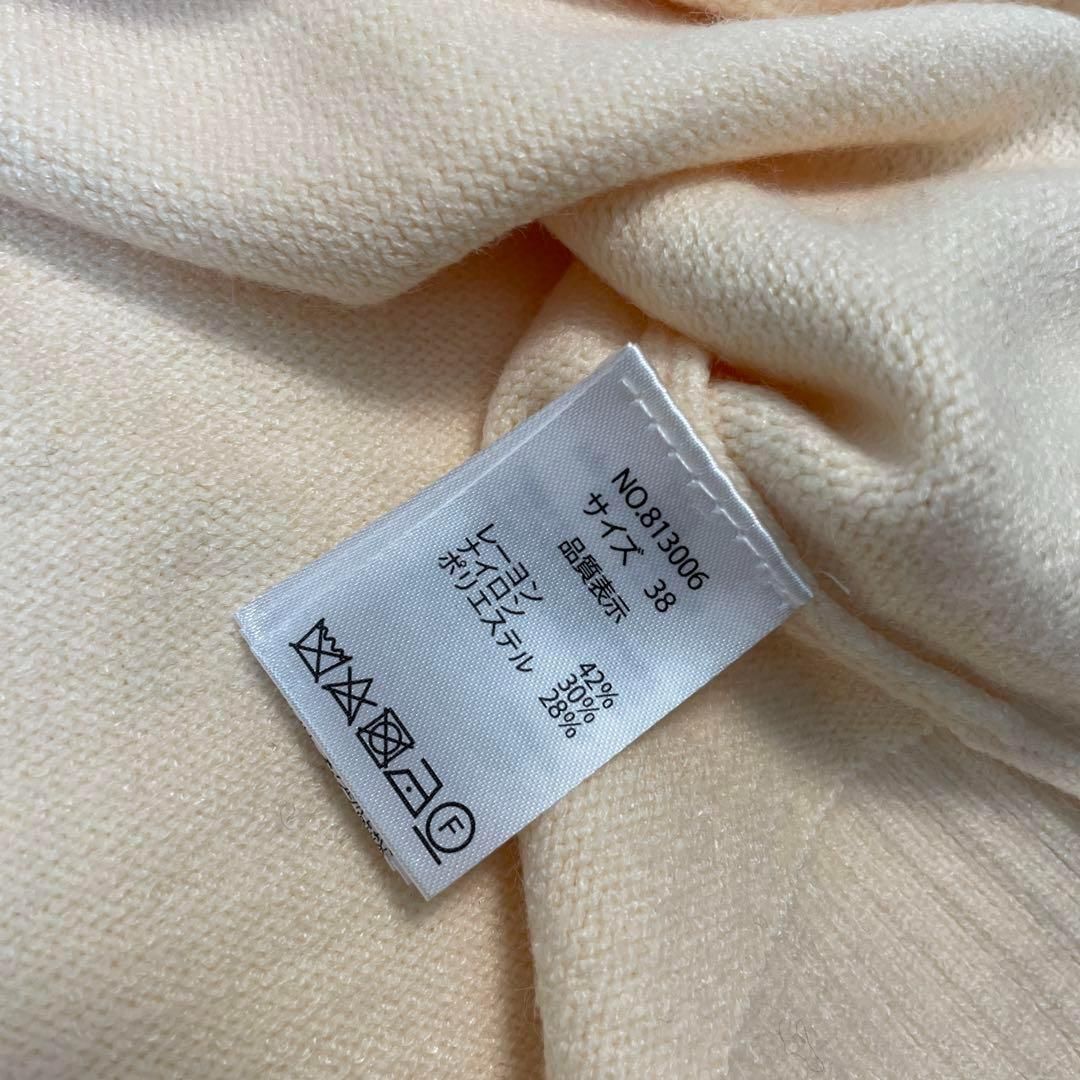 NO.813006
サイズ 38
品質表示
レーヨン 42%
ナイロン 30%
ポリエステル 28%
F